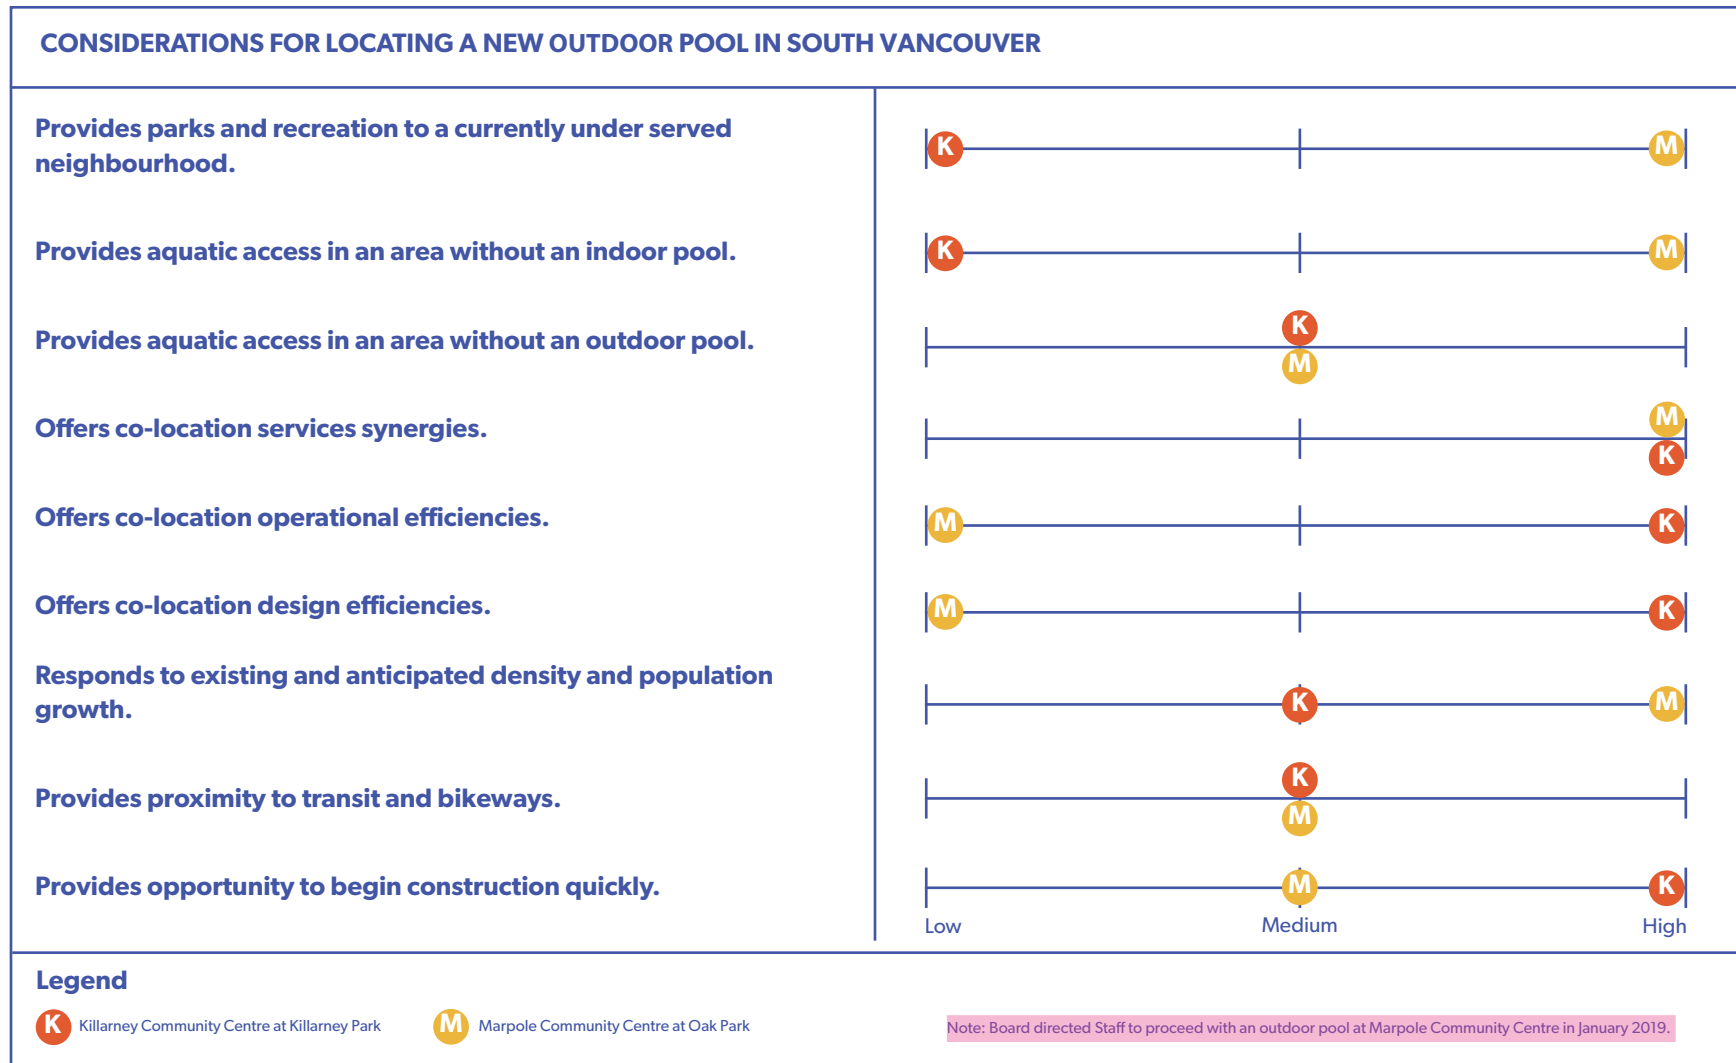 CONSIDERATIONS FOR LOCATING A NEW OUTDOOR POOL IN SOUTH VANCOUVER
Provides parks and recreation to a currently under served
neighbourhood.
K
M
Provides aquatic access in an area without an indoor pool.
K
M
Provides aquatic access in an area without an outdoor pool.
K
M
Offers co-location services synergies.
M
K
Offers co-location operational efficiencies.
M
K
Offers co-location design efficiencies.
M
K
Responds to existing and anticipated density and population
growth.
K
M
Provides proximity to transit and bikeways.
K
M
Provides opportunity to begin construction quickly.
M
K
Low
Medium
High
Legend
K Killarney Community Centre at Killarney Park
M Marpole Community Centre at Oak Park
Note: Board directed Staff to proceed with an outdoor pool at Marpole Community Centre in January 2019.